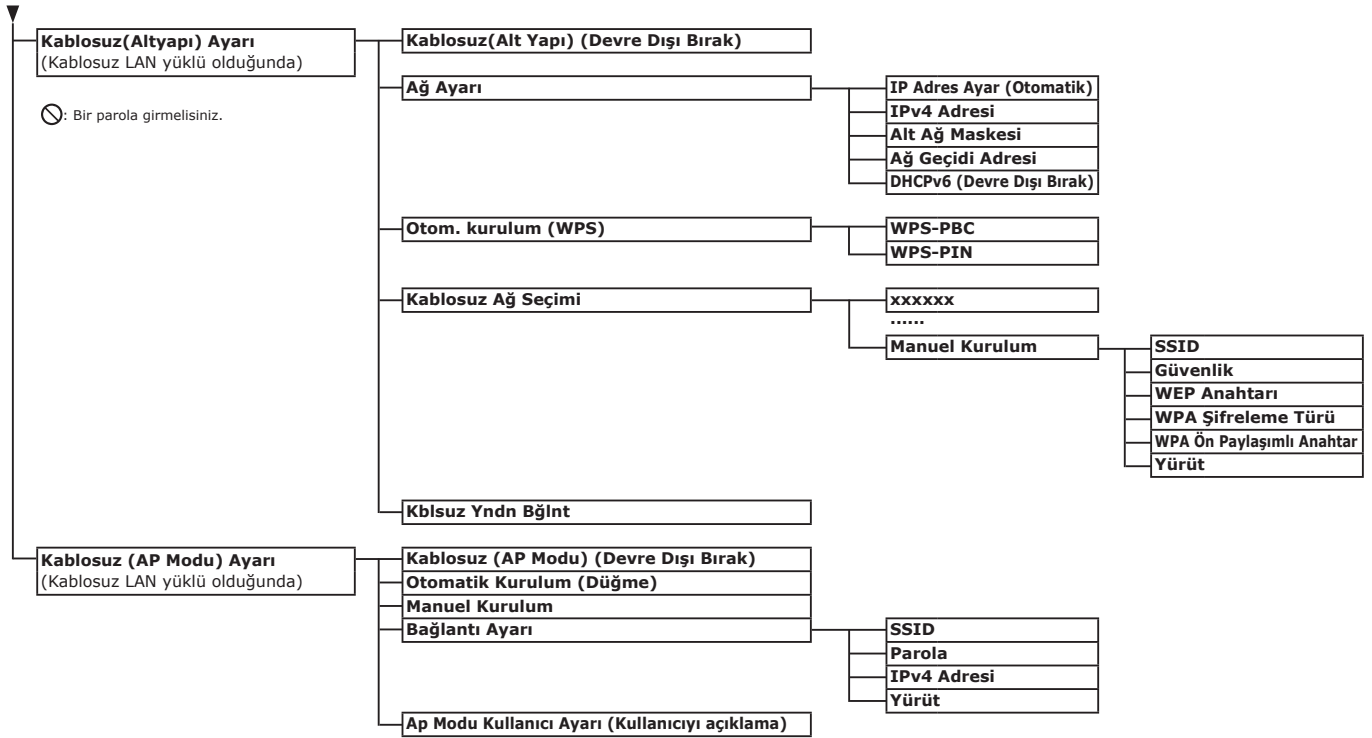 Kablosuz(Altyapı) Ayarı
(Kablosuz LAN yüklü olduğunda)
: Bir parola girmelisiniz.
Kablosuz(Alt Yapı) (Devre Dışı Bırak)
Ağ Ayarı
IP Adres Ayar (Otomatik)
IPv4 Adresi
Alt Ağ Maskesi
Ağ Geçidi Adresi
DHCPv6 (Devre Dışı Bırak)
Otom. kurulum (WPS)
WPS-PBC
WPS-PIN
Kablosuz Ağ Seçimi
xxxxxx
......
Manuel Kurulum
SSID
Güvenlik
WEP Anahtarı
WPA Şifreleme Türü
WPA Ön Paylaşımlı Anahtar
Yürüt
Kblsuz Yndn Bğlnt
Kablosuz (AP Modu) Ayarı
(Kablosuz LAN yüklü olduğunda)
Kablosuz (AP Modu) (Devre Dışı Bırak)
Otomatik Kurulum (Düğme)
Manuel Kurulum
Bağlantı Ayarı
SSID
Parola
IPv4 Adresi
Yürüt
Ap Modu Kullanıcı Ayarı (Kullanıcıyı açıklama)